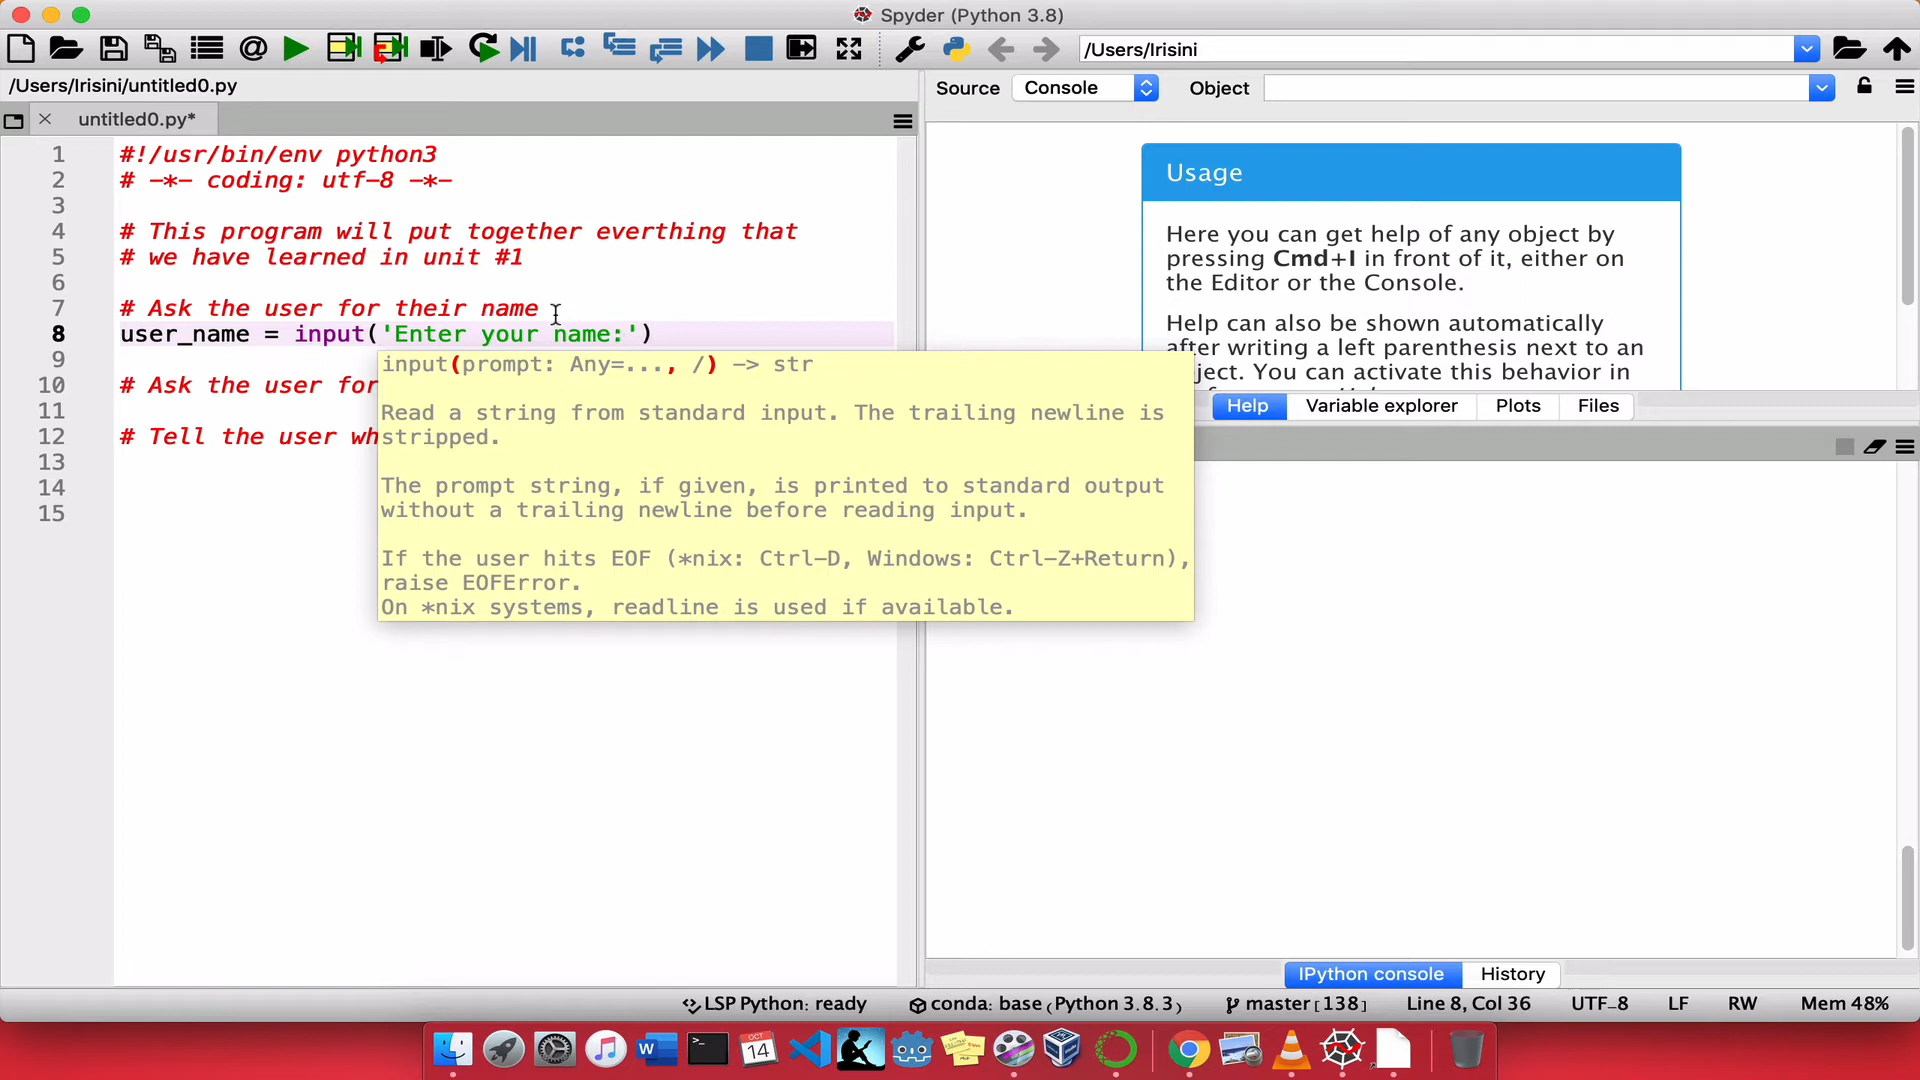 Spyder (Python 3.8)
/Users/Irisini
/Users/Irisini/untitled0.py
untitled0.py*
Source Console Object
1 #!/usr/bin/env python3
2 # -*- coding: utf-8 -*-
3
4 # This program will put together everthing that
5 # we have learned in unit #1
6
7 # Ask the user for their name
8 user_name = input('Enter your name:')
9
10 # Ask the user for
11
12 # Tell the user wh
13
14
15
input(prompt: Any=..., /) -> str
Read a string from standard input. The trailing newline is
stripped.
The prompt string, if given, is printed to standard output
without a trailing newline before reading input.
If the user hits EOF (*nix: Ctrl-D, Windows: Ctrl-Z+Return),
raise EOFError.
On *nix systems, readline is used if available.
Usage
Here you can get help of any object by
pressing Cmd+I in front of it, either on
the Editor or the Console.
Help can also be shown automatically
after writing a left parenthesis next to an
ject. You can activate this behavior in
Help Variable explorer Plots Files
IPython console History
LSP Python: ready conda: base (Python 3.8.3) master [138] Line 8, Col 36 UTF-8 LF RW Mem 48%
OCT
14